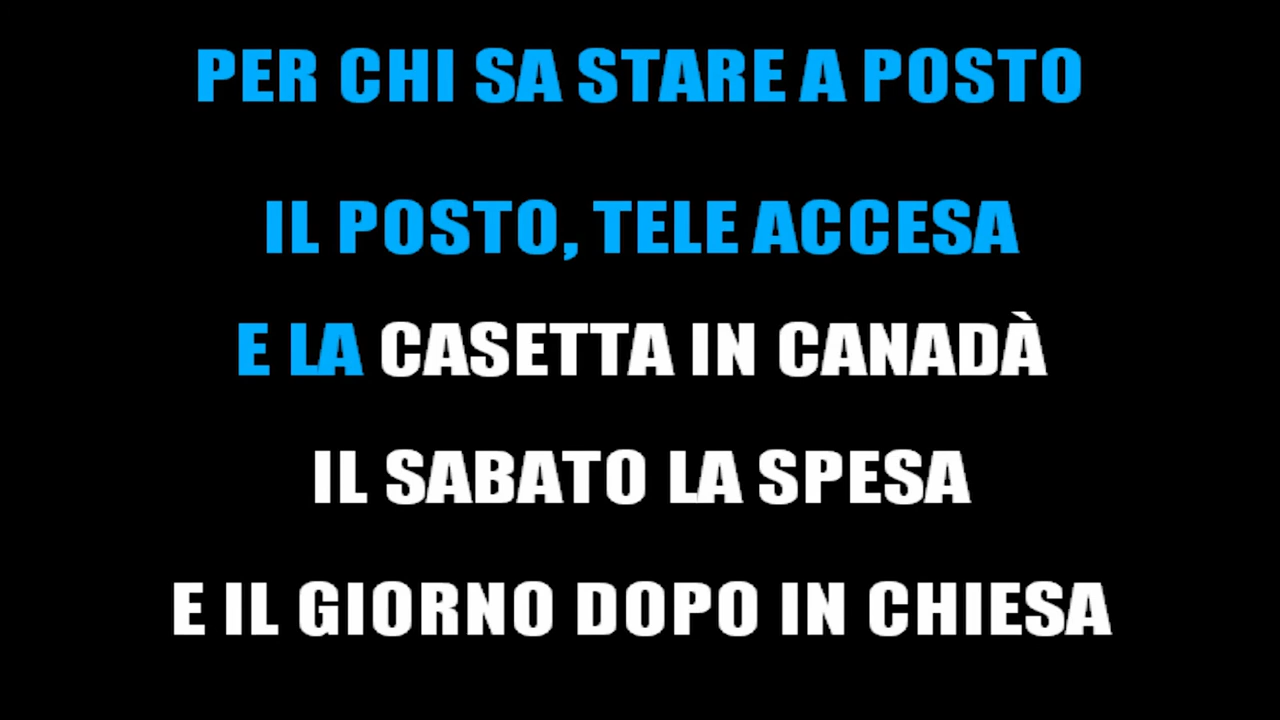 PER CHI SA STARE A POSTO
IL POSTO, TELE ACCESA
E LA CASETTA IN CANADÀ
IL SABATO LA SPESA
E IL GIORNO DOPO IN CHIESA